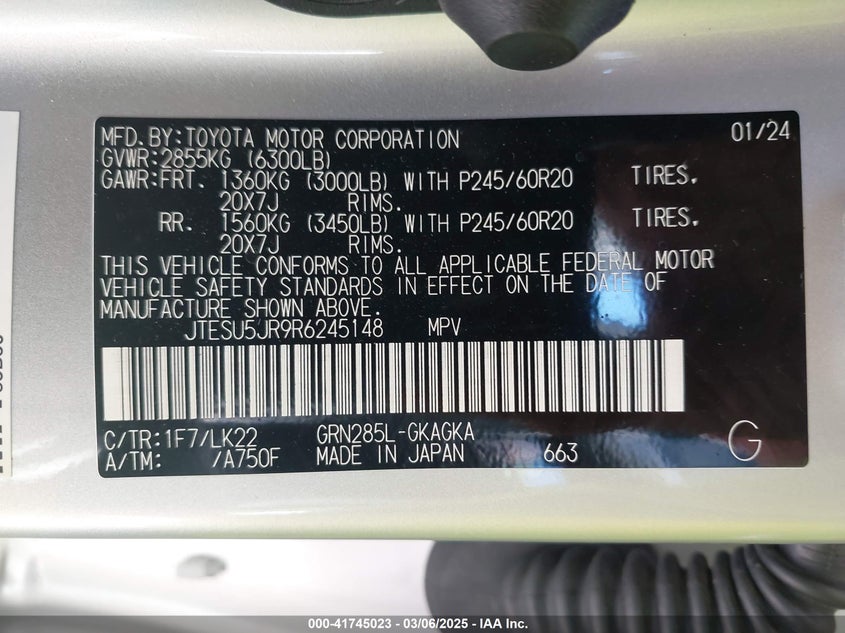 MFD.BY:TOYOTA MOTOR CORPORATION 01/24
GVWR:2855KG (6300LB)
GAWR:FRT. 1360KG (3000LB) WITH P245/60R20 TIRES.
20X7J RIMS.
RR. 1560KG (3450LB) WITH P245/60R20 TIRES.
20X7J RIMS.
THIS VEHICLE CONFORMS TO ALL APPLICABLE FEDERAL MOTOR
VEHICLE SAFETY STANDARDS IN EFFECT ON THE DATE OF
MANUFACTURE SHOWN ABOVE.
JTESU5JR9R6245148 MPV
C/TR:1F7/LK22 GRN285L-GKAGKA
A/TM: /A750F MADE IN JAPAN 663 G
000-41745023 — 03/06/2025 — IAA Inc.